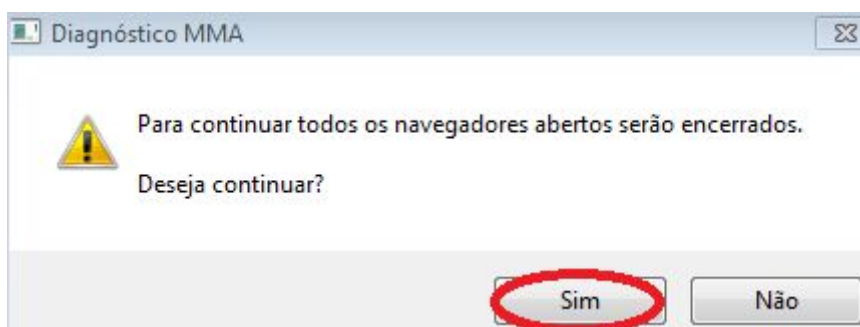 Diagnóstico MMA
Para continuar todos os navegadores abertos serão encerrados.
Deseja continuar?
Sim
Não